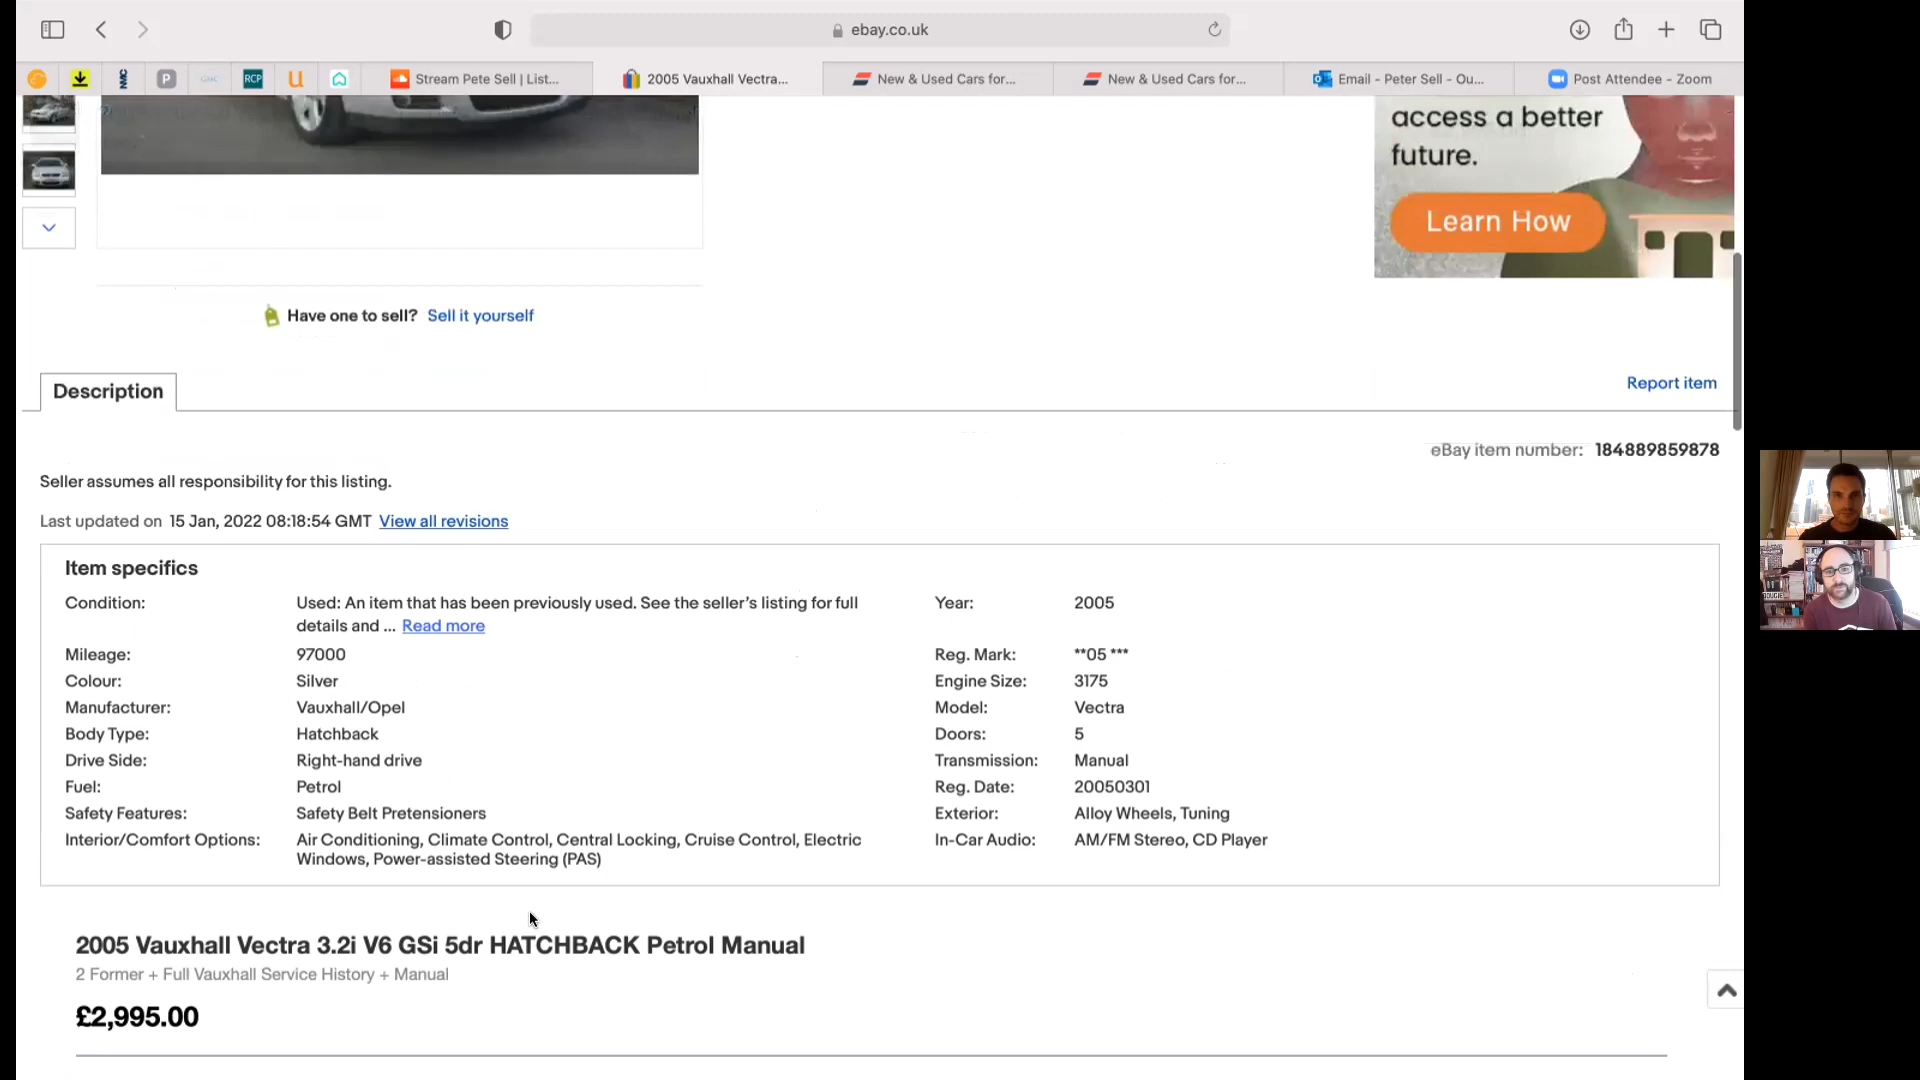 ebay.co.uk
P
GMC
RCP
Stream Pete Sell | List...
2005 Vauxhall Vectra...
New & Used Cars for...
New & Used Cars for...
Email - Peter Sell - Ou...
Post Attendee - Zoom
access a better
future.
Learn How
Have one to sell? Sell it yourself
Description
Report item
eBay item number: 184889859878
Seller assumes all responsibility for this listing.
Last updated on 15 Jan, 2022 08:18:54 GMT View all revisions
Item specifics
Condition: Used: An item that has been previously used. See the seller's listing for full
details and ... Read more
Year: 2005
Mileage: 97000
Reg. Mark: **05 ***
Colour: Silver
Engine Size: 3175
Manufacturer: Vauxhall/Opel
Model: Vectra
Body Type: Hatchback
Doors: 5
Drive Side: Right-hand drive
Transmission: Manual
Fuel: Petrol
Reg. Date: 20050301
Safety Features: Safety Belt Pretensioners
Exterior: Alloy Wheels, Tuning
Interior/Comfort Options: Air Conditioning, Climate Control, Central Locking, Cruise Control, Electric
Windows, Power-assisted Steering (PAS)
In-Car Audio: AM/FM Stereo, CD Player
2005 Vauxhall Vectra 3.2i V6 GSi 5dr HATCHBACK Petrol Manual
2 Former + Full Vauxhall Service History + Manual
£2,995.00